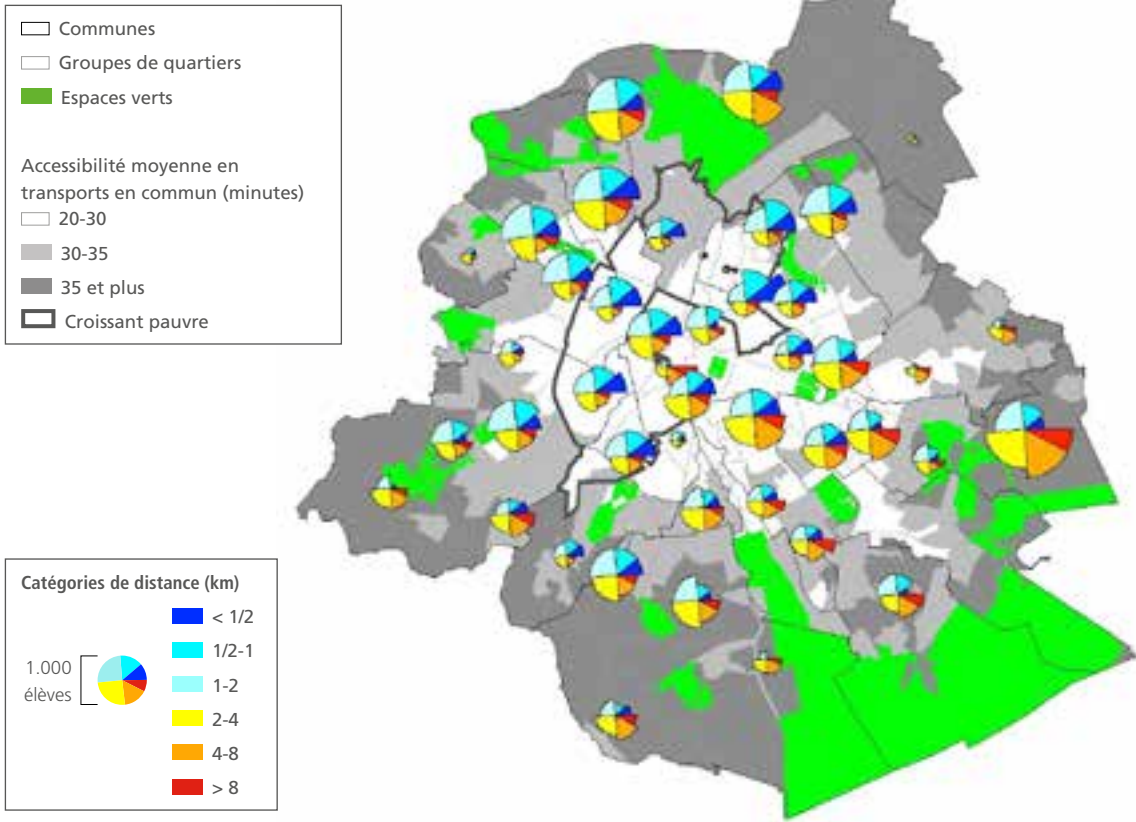 Communes
Groupes de quartiers
Espaces verts
Accessibilité moyenne en
transports en commun (minutes)
20-30
30-35
35 et plus
Croissant pauvre
Catégories de distance (km)
< 1/2
1/2-1
1-2
2-4
4-8
> 8
1.000
élèves